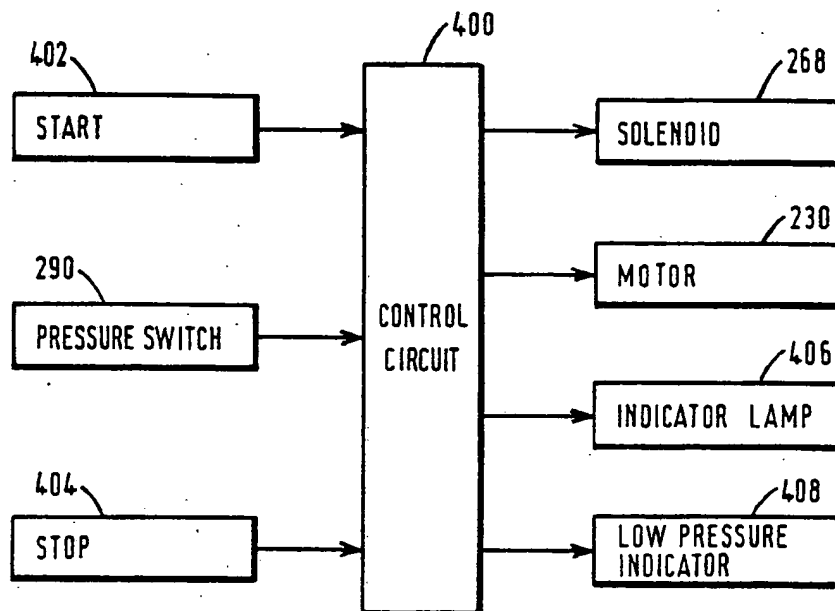 400
402
START
268
SOLENOID
290
PRESSURE SWITCH
230
MOTOR
CONTROL
CIRCUIT
406
INDICATOR LAMP
404
STOP
408
LOW PRESSURE
INDICATOR